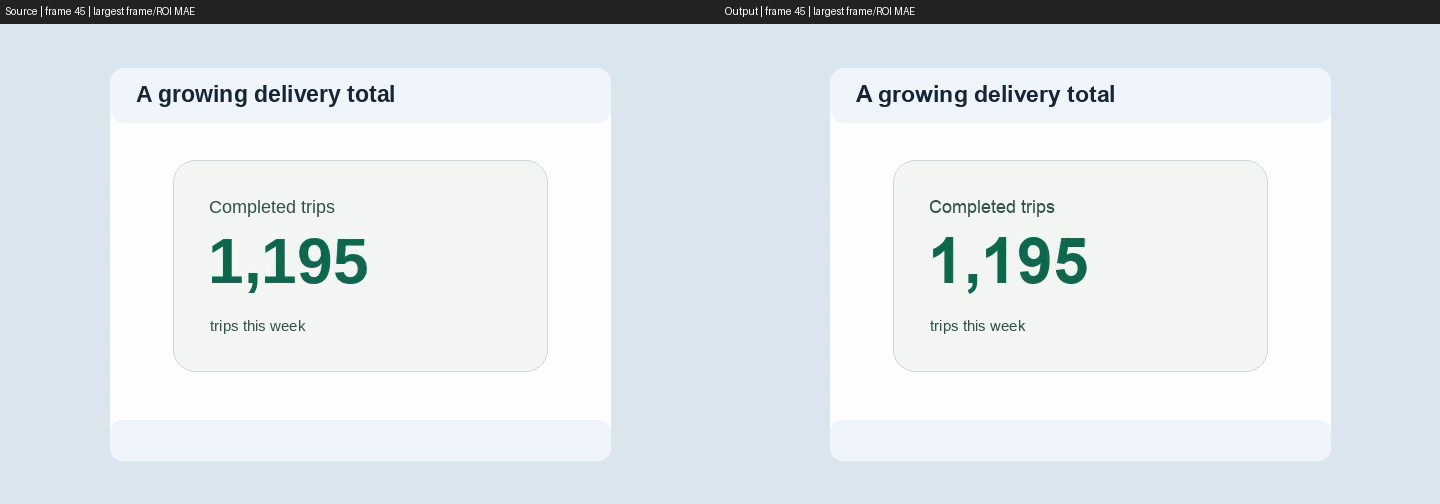 Source | frame 45 | largest frame/ROI MAE
Output | frame 45 | largest frame/ROI MAE
A growing delivery total
Completed trips
1,195
trips this week
A growing delivery total
Completed trips
1,195
trips this week